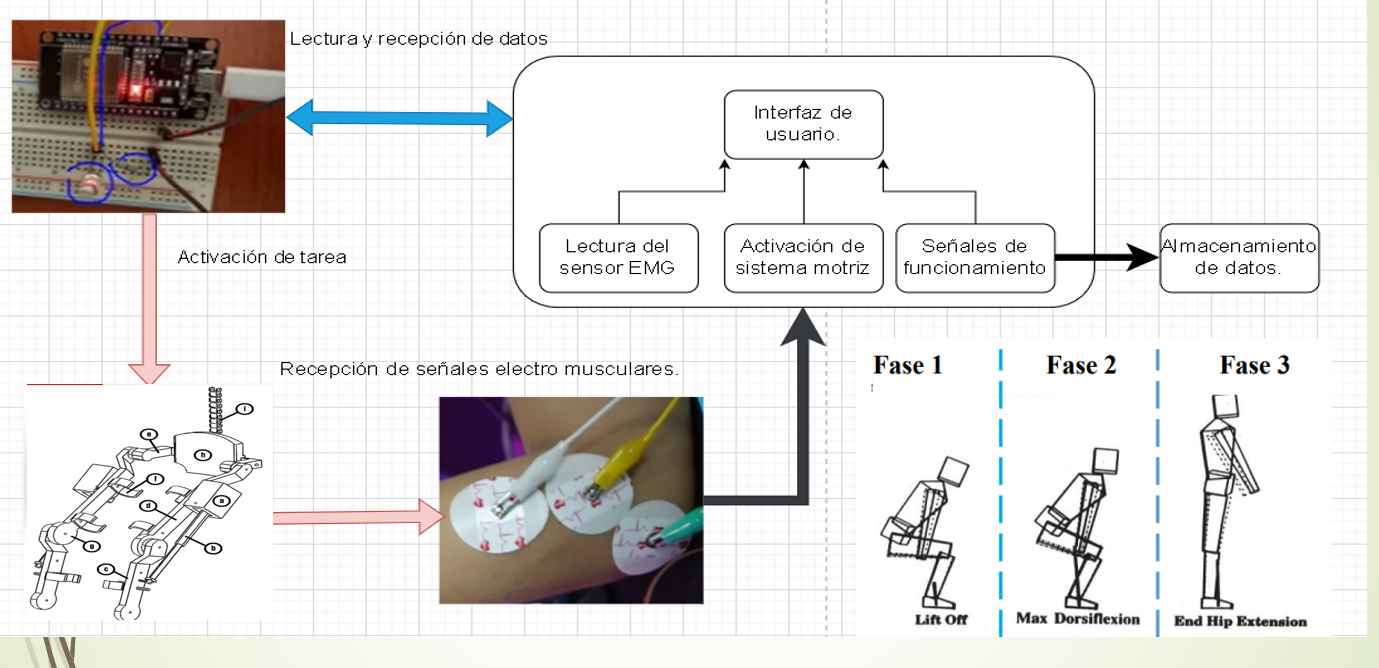 Lectura y recepción de datos
Interfaz de
usuario.
Lectura del
sensor EMG
Activación de
sistema motriz
Señales de
funcionamiento
Almacenamiento
de datos.
Activación de tarea
Recepción de señales electro musculares.
Fase 1
Fase 2
Fase 3
i
e
h
f
a
d
g
b
c
Lift Off
Max Dorsiflexion
End Hip Extension